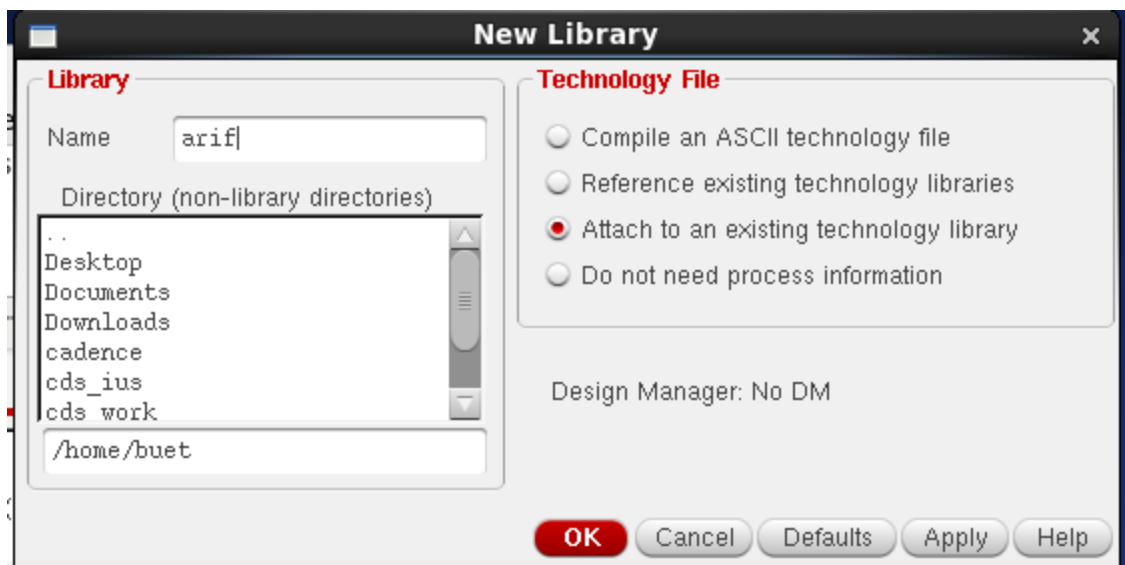 New Library
Library
Name
arif
Directory (non-library directories)
..
Desktop
Documents
Downloads
cadence
cds_ius
cds_work
/home/buet
Technology File
Compile an ASCII technology file
Reference existing technology libraries
Attach to an existing technology library
Do not need process information
Design Manager: No DM
OK
Cancel
Defaults
Apply
Help